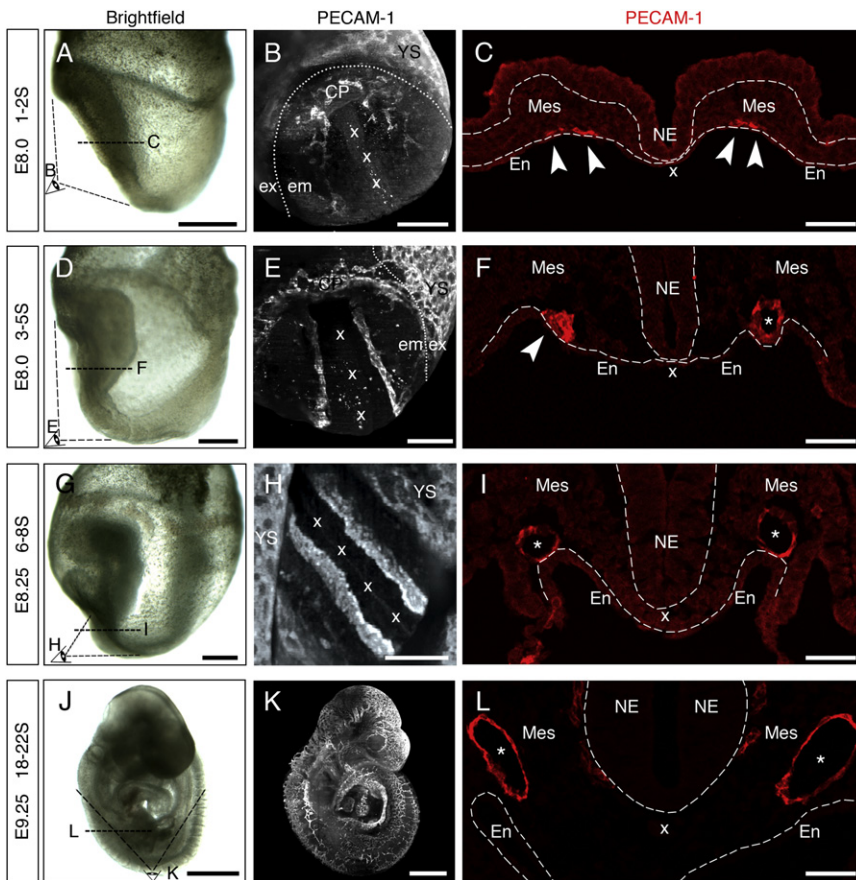 Brightfield PECAM-1 PECAM-1
E8.0 1-2S
A
C
B
B
YS
CP
x
x
x
ex em
C
Mes Mes
NE
En En
x
E8.0 3-5S
D
F
E
E
YS
CP
x
x
x
em ex
F
Mes Mes
NE
*
En En
x
E8.25 6-8S
G
I
H
H
YS
YS
x
x
x
x
I
Mes Mes
NE
* *
En En
x
E9.25 18-22S
J
L
K
K
L
NE NE
Mes Mes
* *
x
En En